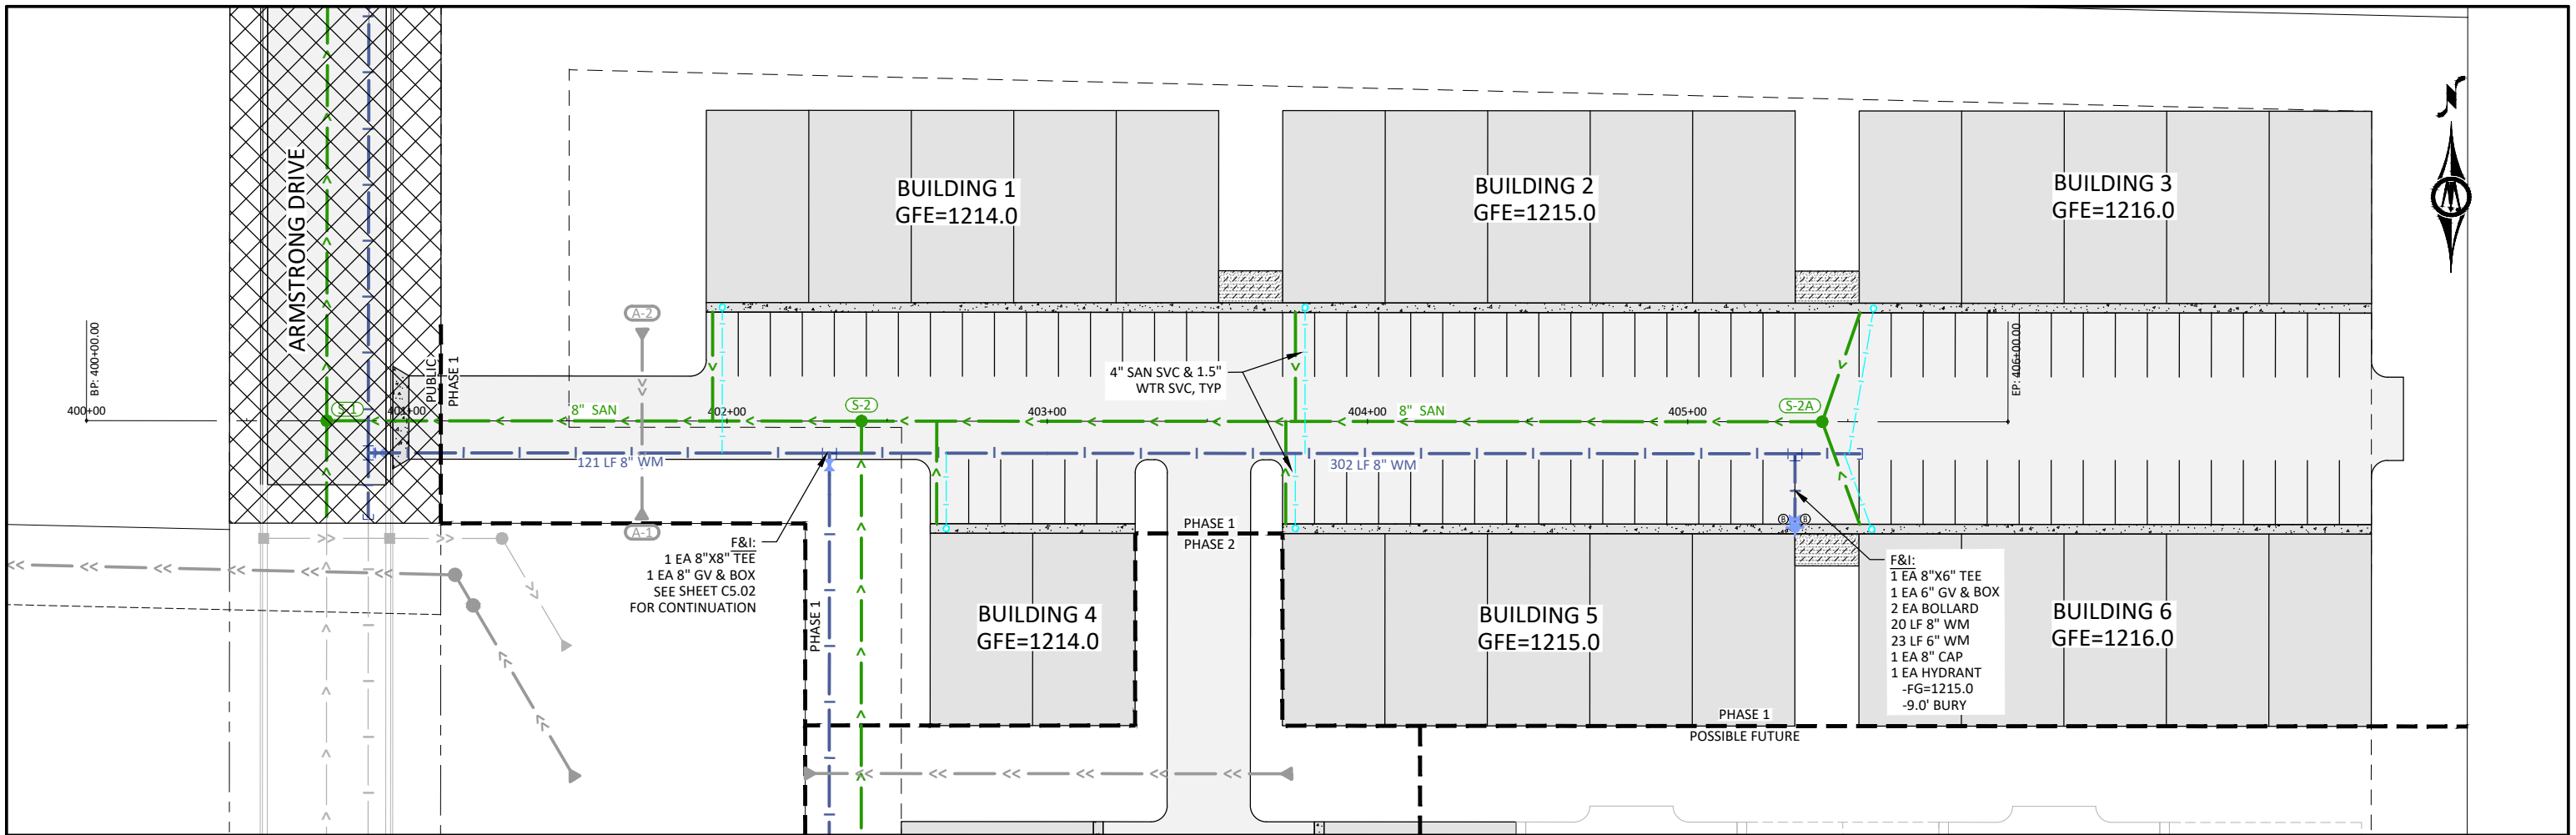 ARMSTRONG DRIVE
BUILDING 1
GFE=1214.0
BUILDING 2
GFE=1215.0
BUILDING 3
GFE=1216.0
N
BP: 400+00.00
400+00
S-1
401+00
PUBLIC
PHASE 1
A-2
8" SAN
402+00
S-2
403+00
4" SAN SVC & 1.5"
WTR SVC, TYP
404+00
8" SAN
405+00
S-2A
EP: 406+00.00
121 LF 8" WM
302 LF 8" WM
A-1
F&I:
1 EA 8"X8" TEE
1 EA 8" GV & BOX
SEE SHEET C5.02
FOR CONTINUATION
PHASE 1
PHASE 1
PHASE 2
B
B
BUILDING 4
GFE=1214.0
BUILDING 5
GFE=1215.0
F&I:
1 EA 8"X6" TEE
1 EA 6" GV & BOX
2 EA BOLLARD
20 LF 8" WM
23 LF 6" WM
1 EA 8" CAP
1 EA HYDRANT
-FG=1215.0
-9.0' BURY
BUILDING 6
GFE=1216.0
PHASE 1
POSSIBLE FUTURE